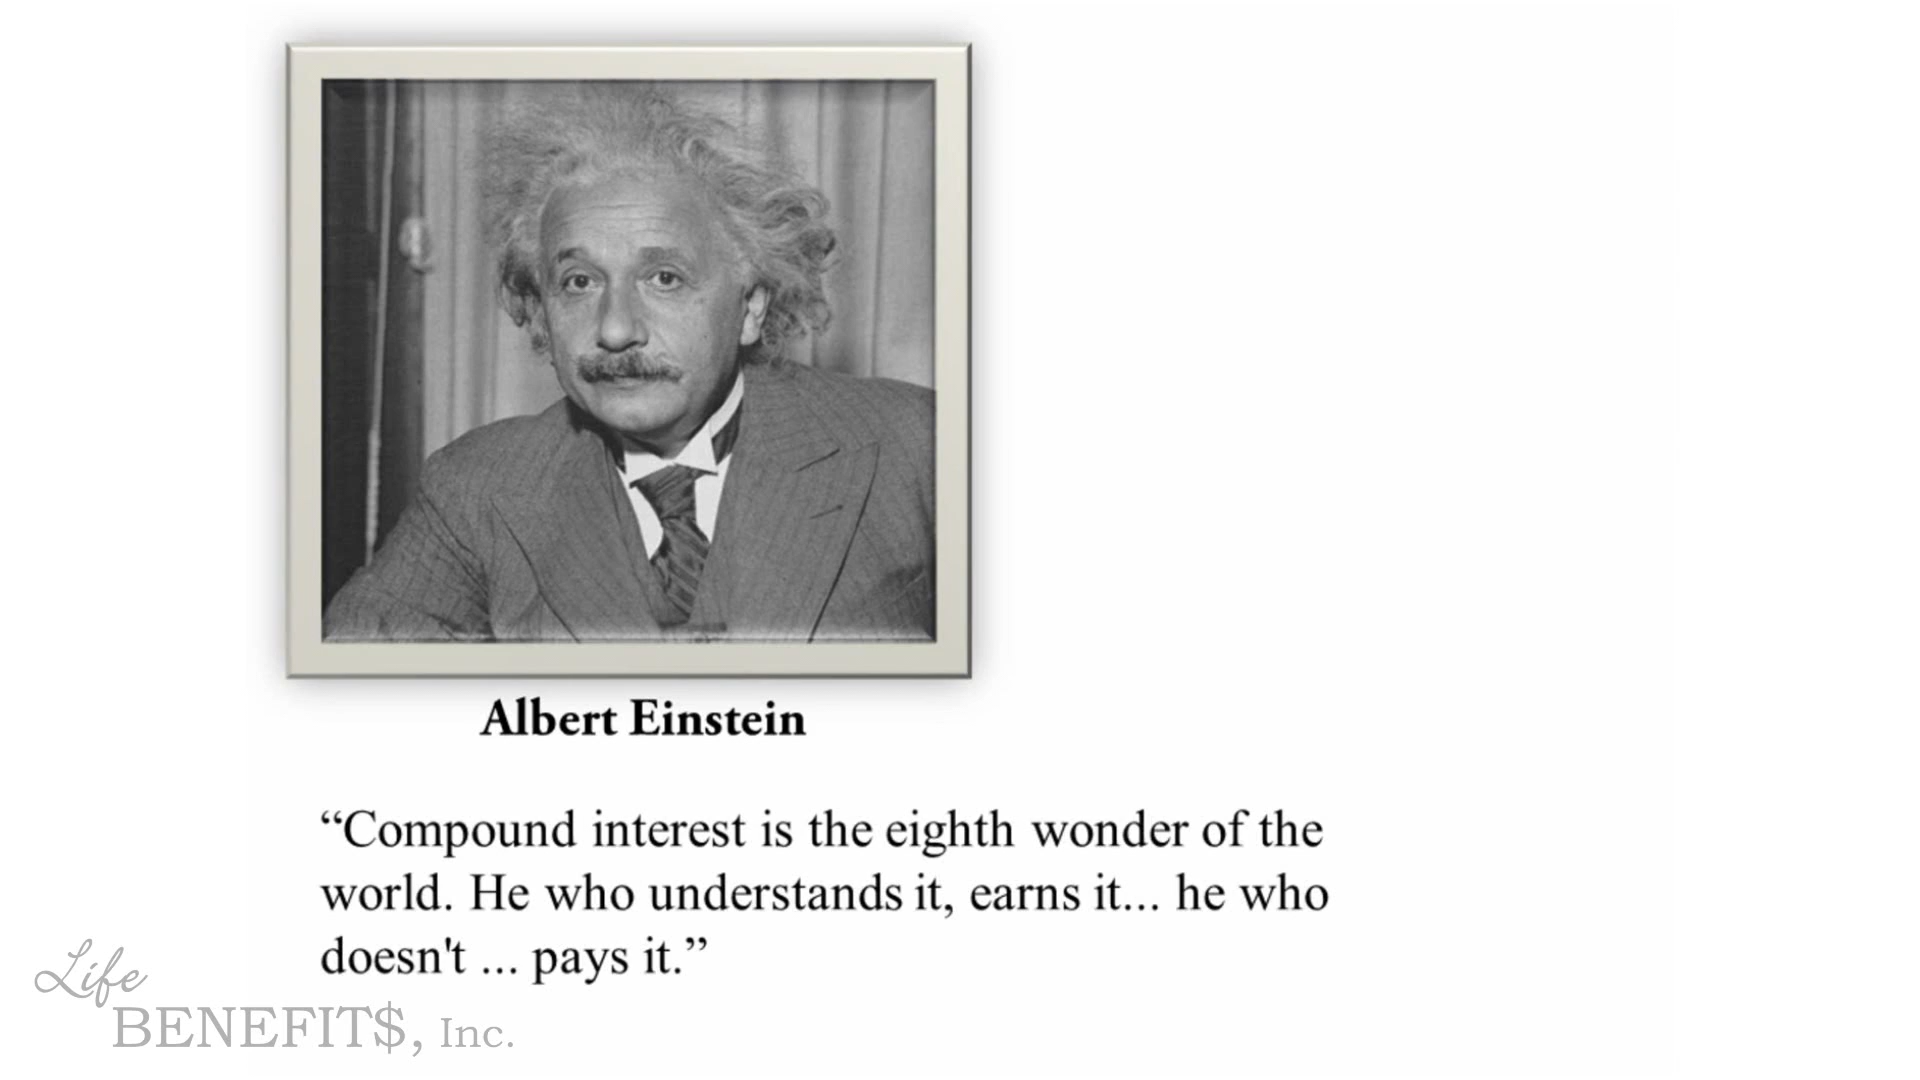 Albert Einstein
“Compound interest is the eighth wonder of the
world. He who understands it, earns it... he who
doesn't ... pays it.”
Life
BENEFIT$, Inc.